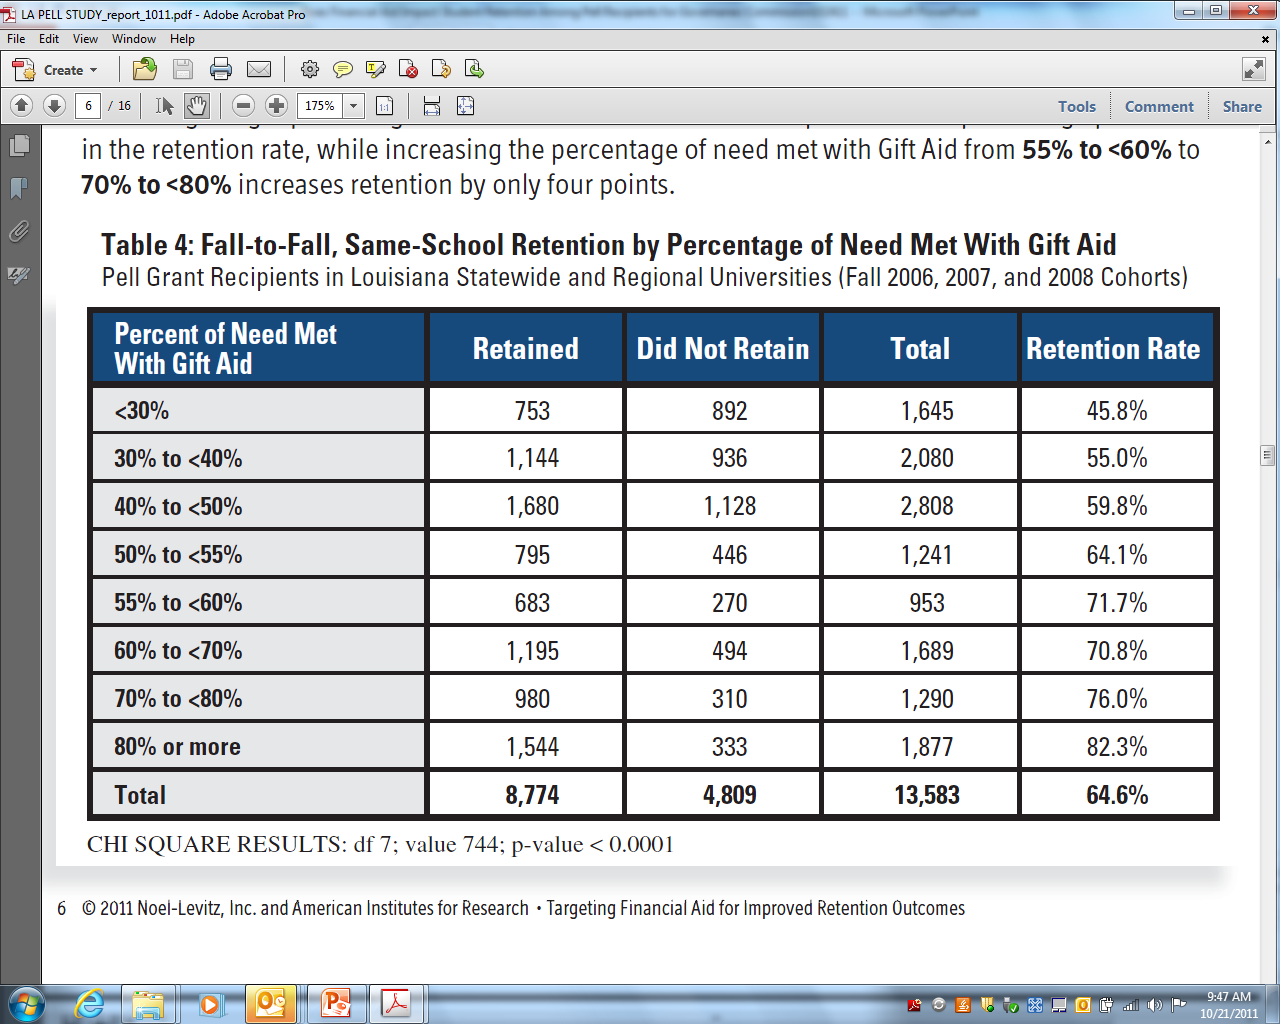 LA PELL STUDY_report_1011.pdf - Adobe Acrobat Pro
File Edit View Window Help
Create
6 / 16 175% Tools Comment Share
in the retention rate, while increasing the percentage of need met with Gift Aid from 55% to <60% to
70% to <80% increases retention by only four points.
Table 4: Fall-to-Fall, Same-School Retention by Percentage of Need Met With Gift Aid
Pell Grant Recipients in Louisiana Statewide and Regional Universities (Fall 2006, 2007, and 2008 Cohorts)
Percent of Need Met
With Gift Aid Retained Did Not Retain Total Retention Rate
<30% 753 892 1,645 45.8%
30% to <40% 1,144 936 2,080 55.0%
40% to <50% 1,680 1,128 2,808 59.8%
50% to <55% 795 446 1,241 64.1%
55% to <60% 683 270 953 71.7%
60% to <70% 1,195 494 1,689 70.8%
70% to <80% 980 310 1,290 76.0%
80% or more 1,544 333 1,877 82.3%
Total 8,774 4,809 13,583 64.6%
CHI SQUARE RESULTS: df 7; value 744; p-value < 0.0001
6 © 2011 Noel-Levitz, Inc. and American Institutes for Research • Targeting Financial Aid for Improved Retention Outcomes
9:47 AM
10/21/2011